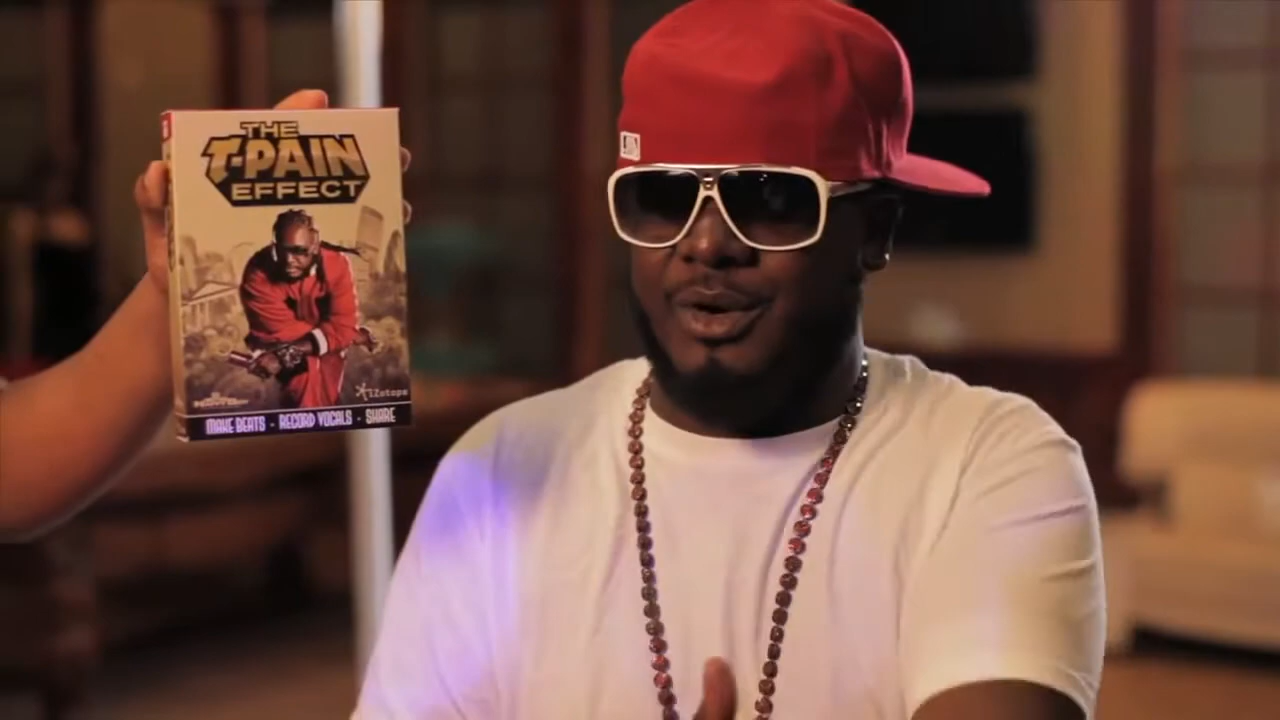 THE
T-PAIN
EFFECT
iZotope
MAKE BEATS - RECORD VOCALS - SHARE